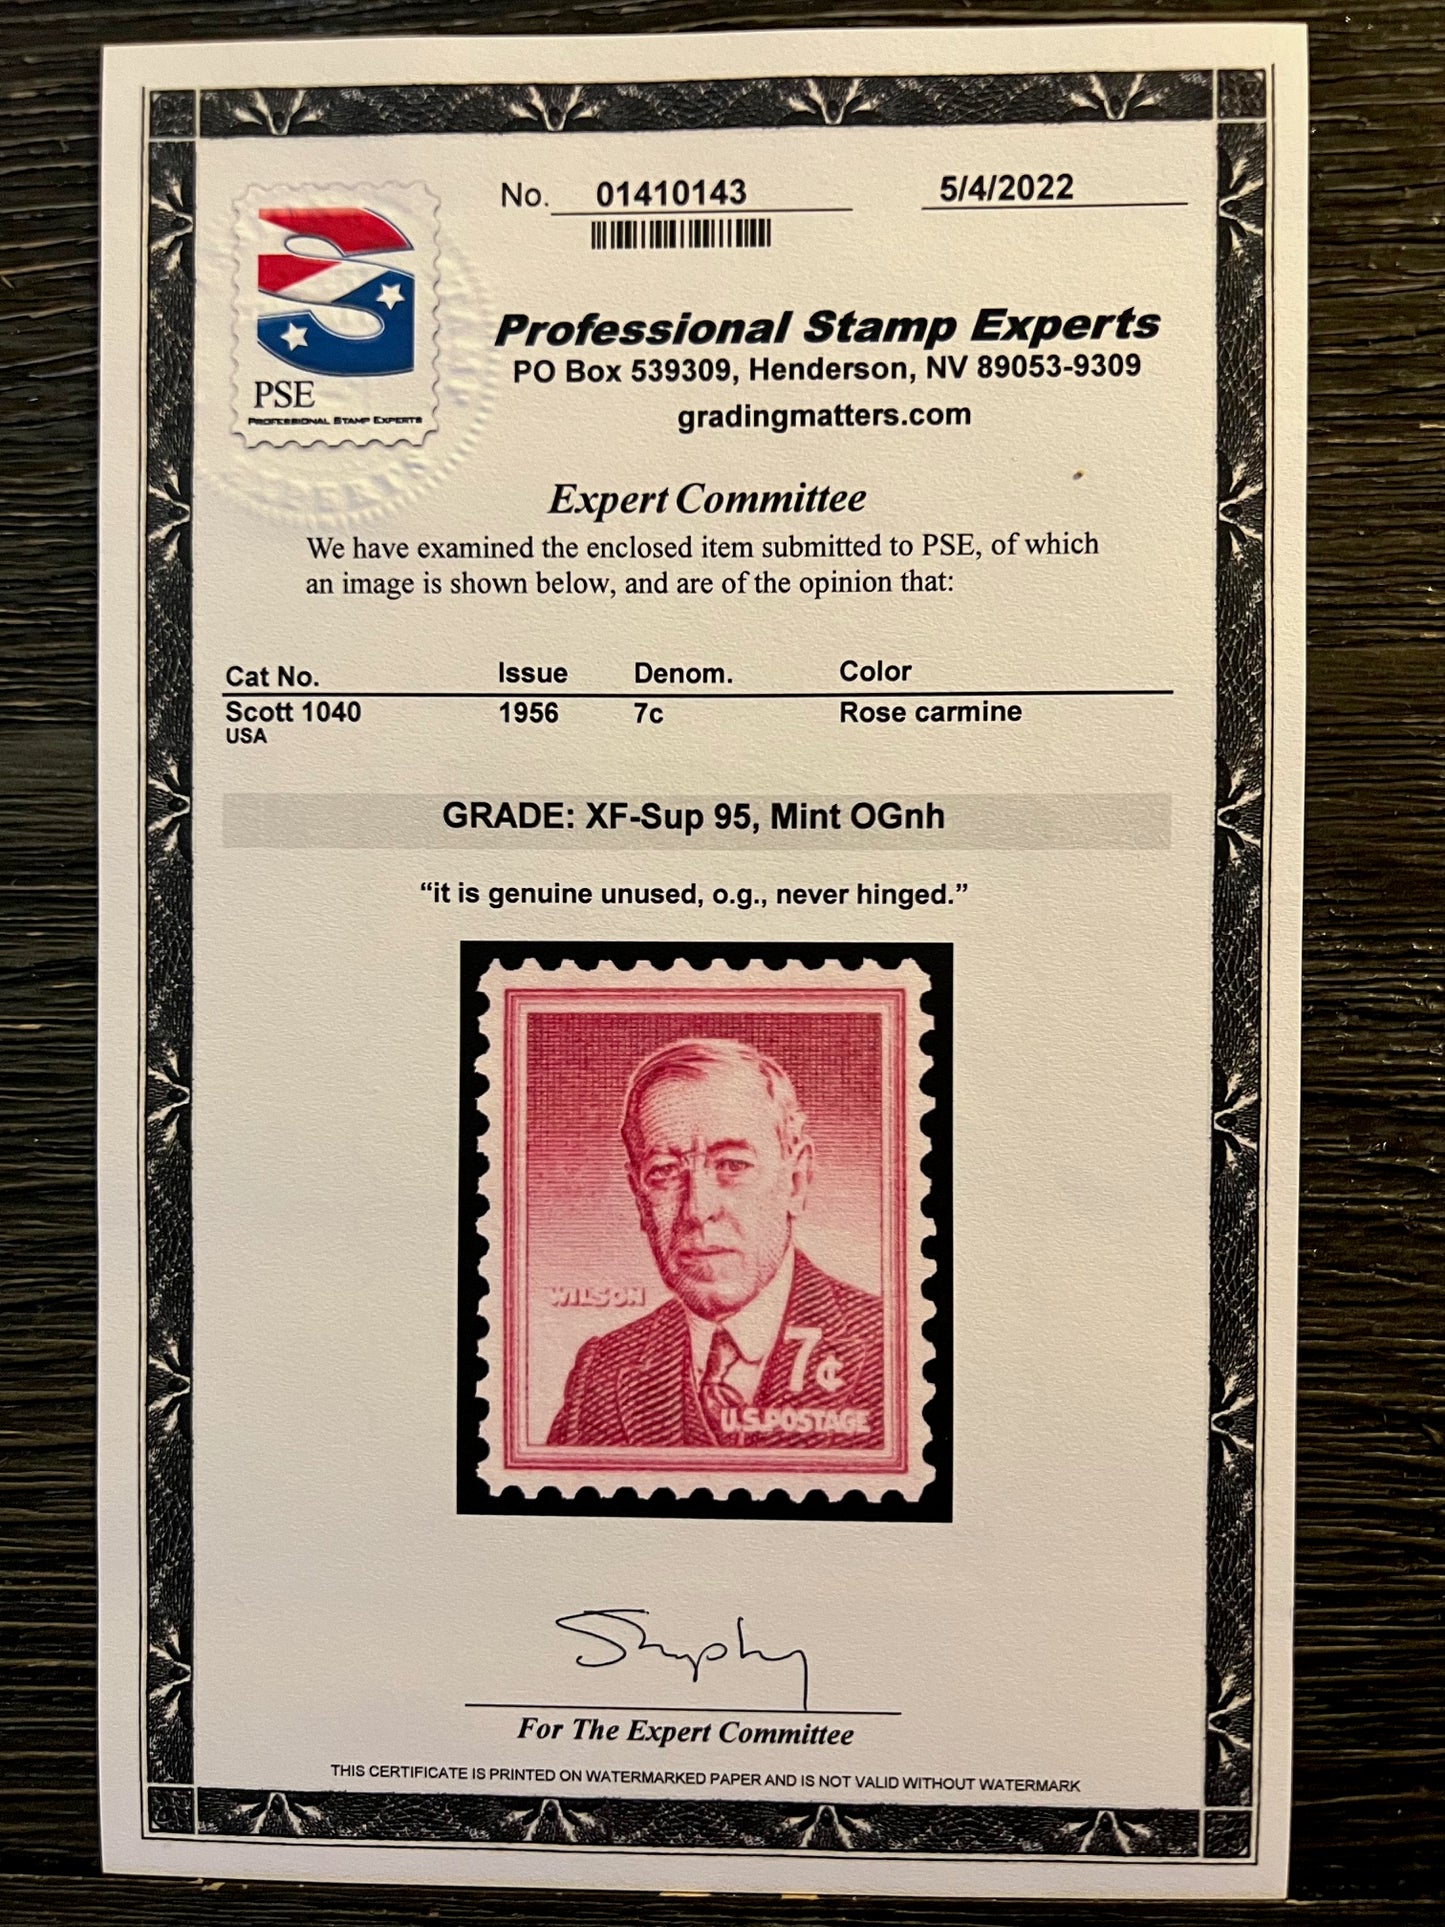 No. 01410143
5/4/2022
PSE
PROFESSIONAL STAMP EXPERTS
Professional Stamp Experts
PO Box 539309, Henderson, NV 89053-9309
gradingmatters.com
Expert Committee
We have examined the enclosed item submitted to PSE, of which
an image is shown below, and are of the opinion that:
Cat No. Issue Denom. Color
Scott 1040 1956 7c Rose carmine
USA
GRADE: XF-Sup 95, Mint OGnh
“it is genuine unused, o.g., never hinged.”
WILSON
7¢
U.S.POSTAGE
For The Expert Committee
THIS CERTIFICATE IS PRINTED ON WATERMARKED PAPER AND IS NOT VALID WITHOUT WATERMARK